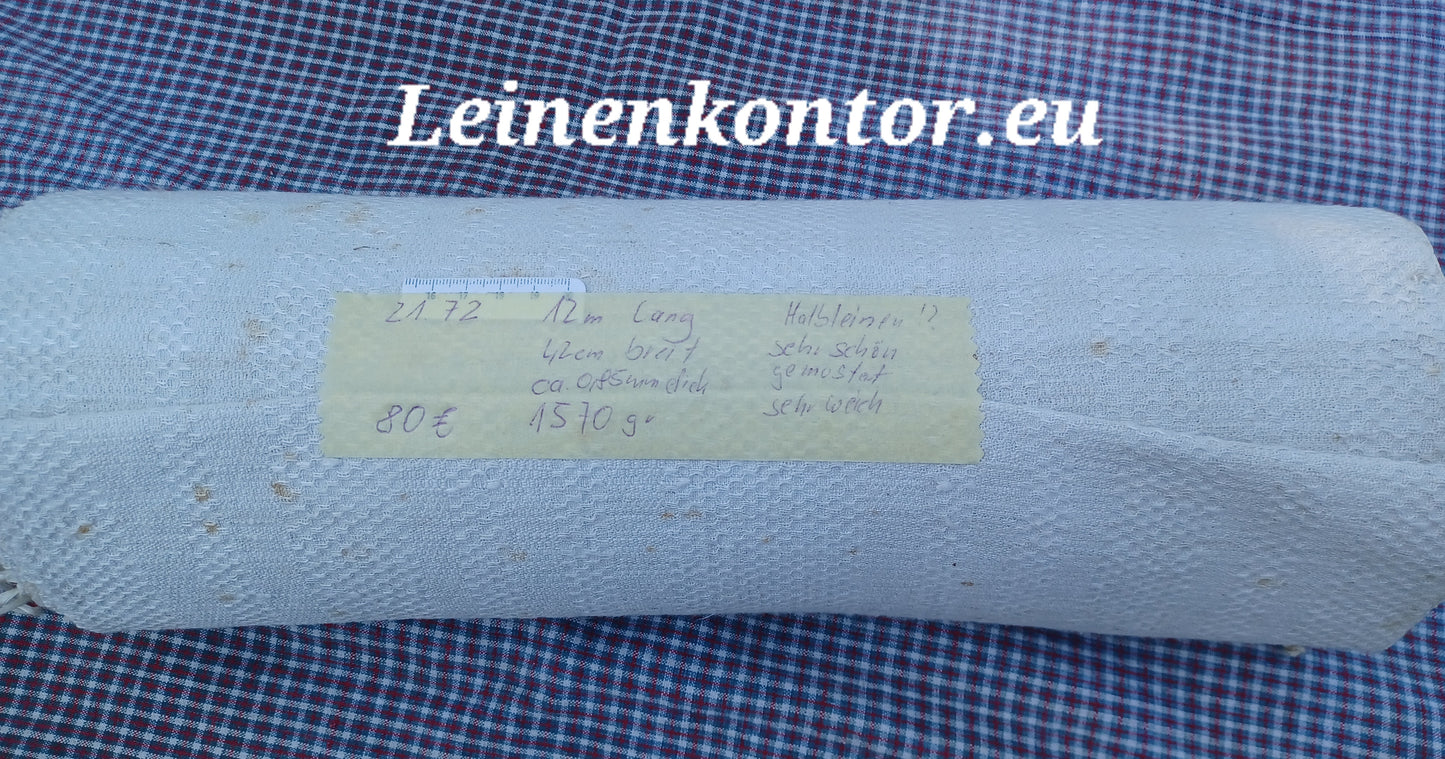 Leinenkontor.eu
21.72 12m lang Halbleinen !?
42cm breit sehr schön
ca. 0,85mm dick gemustert
80€ 1570 gr sehr weich